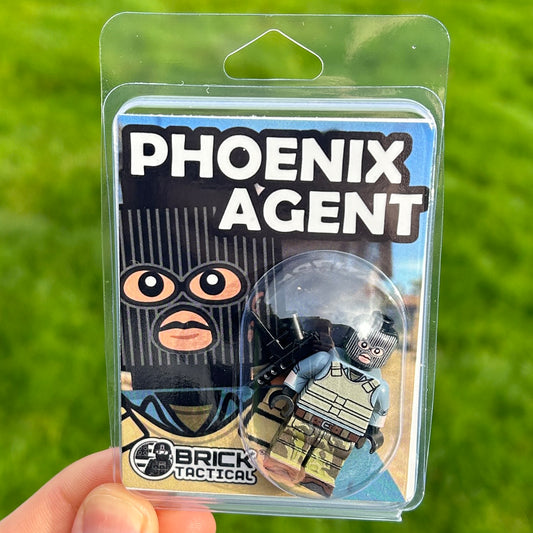 PHOENIX
AGENT
BRICK
TACTICAL